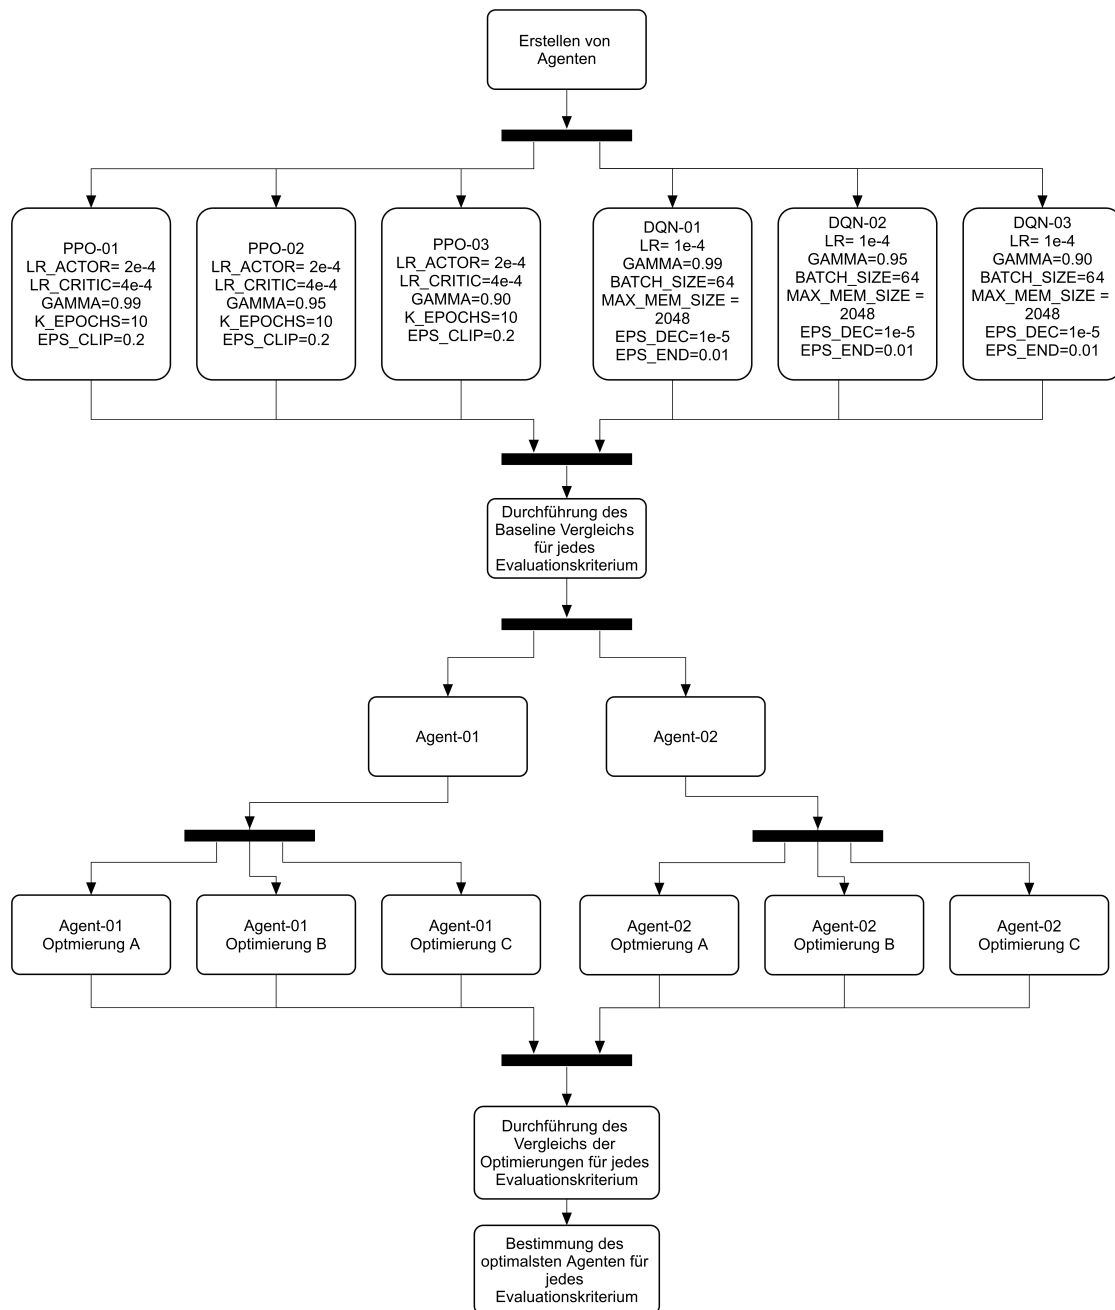 Erstellen von
Agenten
PPO-01
LR_ACTOR= 2e-4
LR_CRITIC=4e-4
GAMMA=0.99
K_EPOCHS=10
EPS_CLIP=0.2
PPO-02
LR_ACTOR= 2e-4
LR_CRITIC=4e-4
GAMMA=0.95
K_EPOCHS=10
EPS_CLIP=0.2
PPO-03
LR_ACTOR= 2e-4
LR_CRITIC=4e-4
GAMMA=0.90
K_EPOCHS=10
EPS_CLIP=0.2
DQN-01
LR= 1e-4
GAMMA=0.99
BATCH_SIZE=64
MAX_MEM_SIZE =
2048
EPS_DEC=1e-5
EPS_END=0.01
DQN-02
LR= 1e-4
GAMMA=0.95
BATCH_SIZE=64
MAX_MEM_SIZE =
2048
EPS_DEC=1e-5
EPS_END=0.01
DQN-03
LR= 1e-4
GAMMA=0.90
BATCH_SIZE=64
MAX_MEM_SIZE =
2048
EPS_DEC=1e-5
EPS_END=0.01
Durchführung des
Baseline Vergleichs
für jedes
Evaluationskriterium
Agent-01
Agent-02
Agent-01
Optmierung A
Agent-01
Optimierung B
Agent-01
Optimierung C
Agent-02
Optmierung A
Agent-02
Optimierung B
Agent-02
Optimierung C
Durchführung des
Vergleichs der
Optimierungen für jedes
Evaluationskriterium
Bestimmung des
optimalsten Agenten für
jedes
Evaluationskriterium